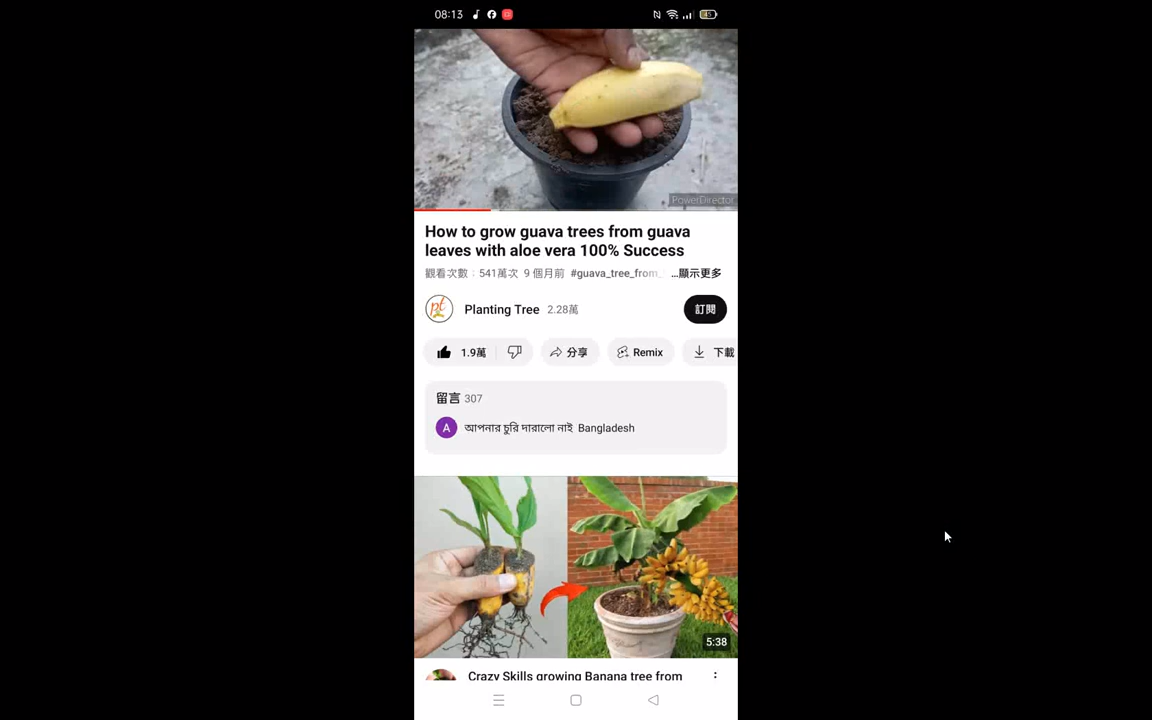 08:13
45
PowerDirector
How to grow guava trees from guava
leaves with aloe vera 100% Success
觀看次數：541萬次 9 個月前 #guava_tree_from_ ...顯示更多
pt
Planting Tree 2.28萬
訂閱
1.9萬
分享
Remix
下載
留言 307
A
আপনার চুরি দারালো নাই Bangladesh
5:38
Crazy Skills growing Banana tree from